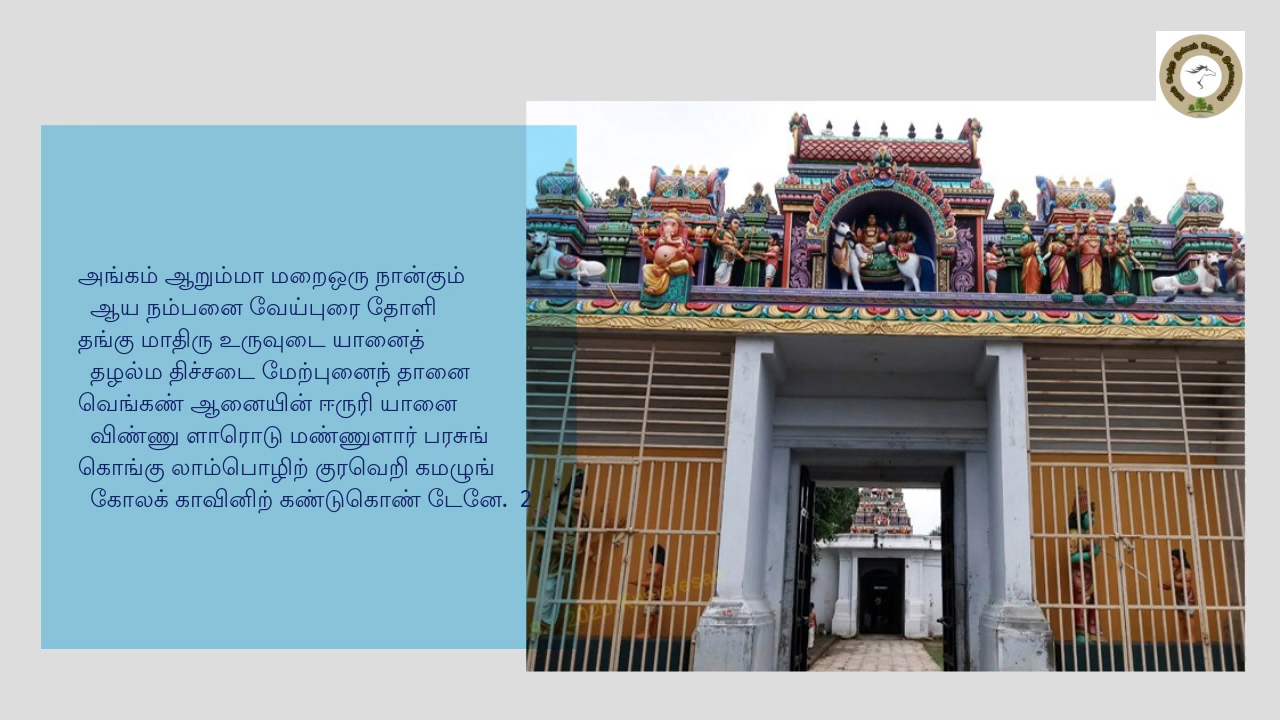 அங்கம் ஆறும்மா மறைஒரு நான்கும்
ஆய நம்பனை வேய்புரை தோளி
தங்கு மாதிரு உருவுடை யானைத்
தழல்ம திச்சடை மேற்புனைந் தானை
வெங்கண் ஆனையின் ஈருரி யானை
விண்ணு ளாரொடு மண்ணுளார் பரசுங்
கொங்கு லாம்பொழிற் குரவெறி கமழுங்
கோலக் காவினிற் கண்டுகொண் டேனே. 2